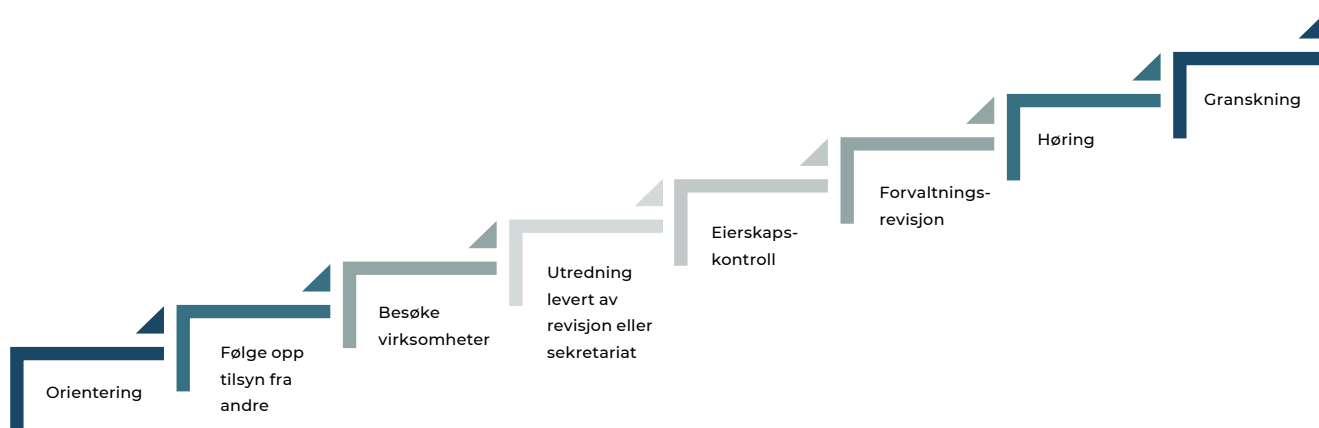 Orientering
Følge opp
tilsyn fra
andre
Besøke
virksomheter
Utredning
levert av
revisjon eller
sekretariat
Eierskaps-
kontroll
Forvaltnings-
revisjon
Høring
Granskning